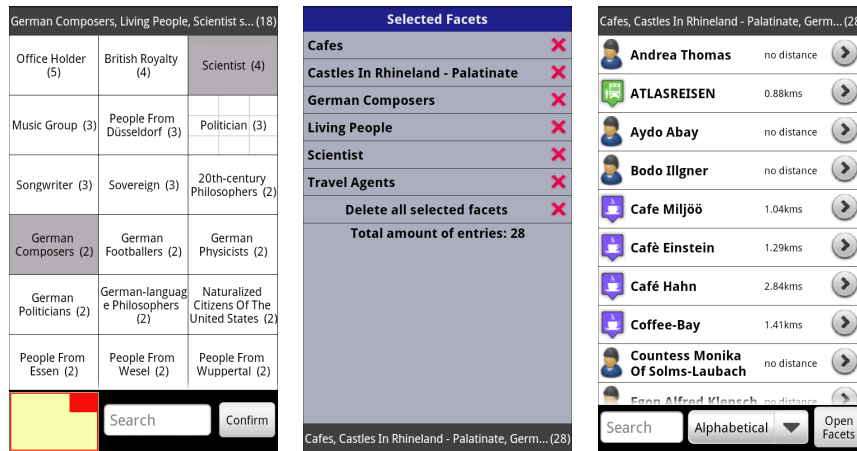 German Composers, Living People, Scientist s... (18)
Office Holder
(5)
British Royalty
(4)
Scientist (4)
Music Group (3)
People From
Düsseldorf (3)
Politician (3)
Songwriter (3)
Sovereign (3)
20th-century
Philosophers (2)
German
Composers (2)
German
Footballers (2)
German
Physicists (2)
German
Politicians (2)
German-languag
e Philosophers
(2)
Naturalized
Citizens Of The
United States (2)
People From
Essen (2)
People From
Wesel (2)
People From
Wuppertal (2)
Search
Confirm
Selected Facets
Cafes
Castles In Rhineland - Palatinate
German Composers
Living People
Scientist
Travel Agents
Delete all selected facets
Total amount of entries: 28
Cafes, Castles In Rhineland - Palatinate, Germ... (28)
Cafes, Castles In Rhineland - Palatinate, Germ... (28
Andrea Thomas no distance
ATLASREISEN 0.88kms
Aydo Abay no distance
Bodo Illgner no distance
Cafe Miljöö 1.04kms
Cafè Einstein 1.29kms
Café Hahn 2.84kms
Coffee-Bay 1.41kms
Countess Monika
Of Solms-Laubach no distance
Egon Alfred Klepsch no distance
Search
Alphabetical
Open
Facets